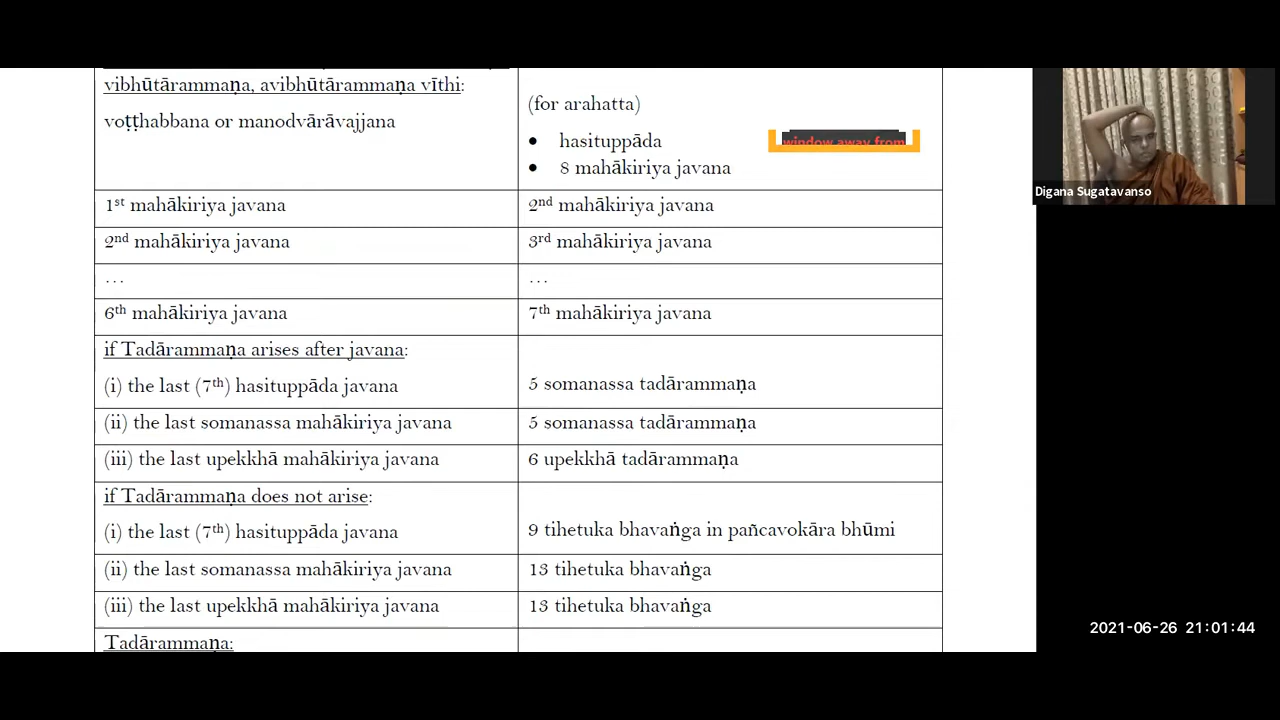 vibhūtārammaṇa, avibhūtārammaṇa vīthi:
voṭṭhabbana or manodvārāvajjana
(for arahatta)
• hasituppāda
• 8 mahākiriya javana
window away from
1st mahākiriya javana 2nd mahākiriya javana
2nd mahākiriya javana 3rd mahākiriya javana
… …
6th mahākiriya javana 7th mahākiriya javana
if Tadārammaṇa arises after javana:
(i) the last (7th) hasituppāda javana 5 somanassa tadārammaṇa
(ii) the last somanassa mahākiriya javana 5 somanassa tadārammaṇa
(iii) the last upekkhā mahākiriya javana 6 upekkhā tadārammaṇa
if Tadārammaṇa does not arise:
(i) the last (7th) hasituppāda javana 9 tihetuka bhavaṅga in pañcavokāra bhūmi
(ii) the last somanassa mahākiriya javana 13 tihetuka bhavaṅga
(iii) the last upekkhā mahākiriya javana 13 tihetuka bhavaṅga
Tadārammaṇa:
Digana Sugatavanso
2021-06-26 21:01:44